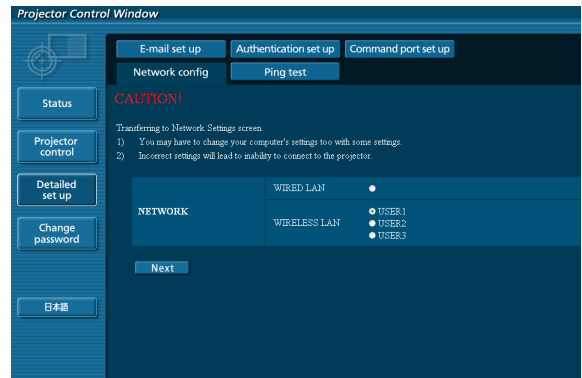 Projector Control Window
E-mail set up
Authentication set up
Command port set up
Network config
Ping test
Status
Projector control
Detailed set up
Change password
日本語
CAUTION!
Transferring to Network Settings screen.
1) You may have to change your computer's settings too with some settings.
2) Incorrect settings will lead to inability to connect to the projector.
NETWORK
WIRED LAN
WIRELESS LAN
USER1
USER2
USER3
Next